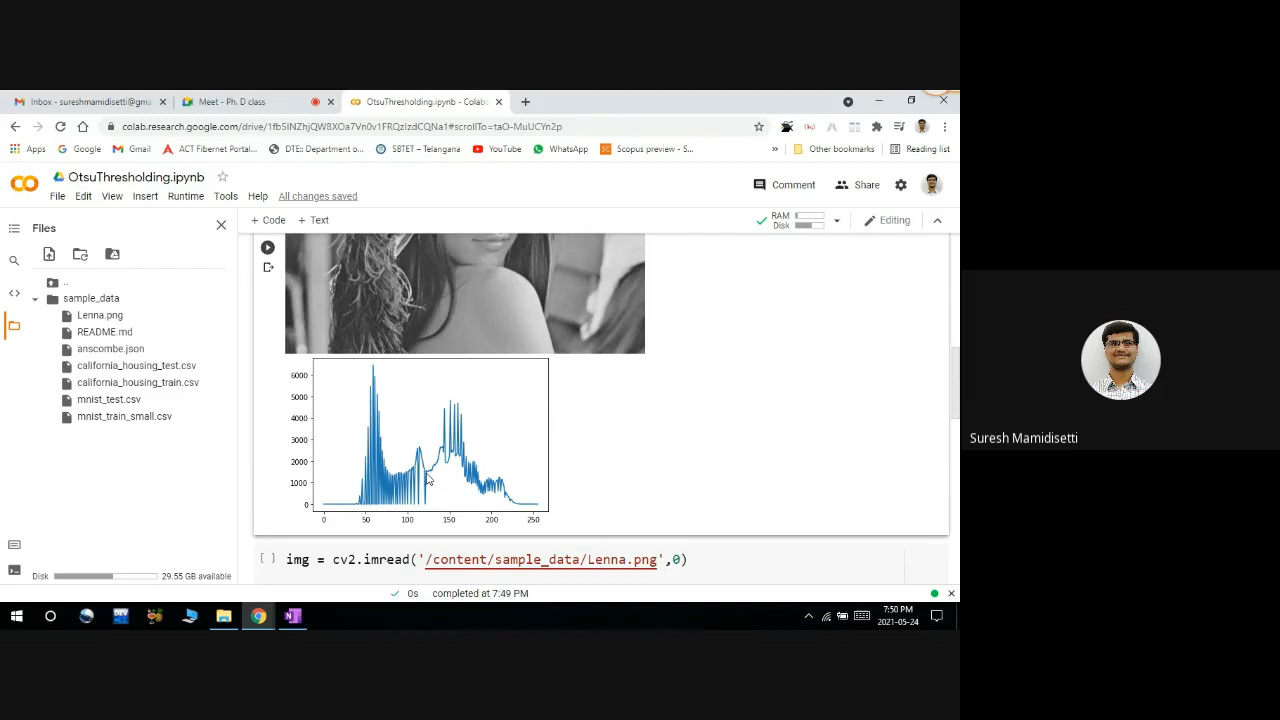 Inbox - sureshmamidisetti@gma
Meet - Ph. D class
OtsuThresholding.ipynb - Colabo
colab.research.google.com/drive/1fb5INZhjQW8XOa7Vn0v1FRQzIzdCQNa1#scrollTo=taO-MuUCYn2p
Apps
Google
Gmail
ACT Fibernet Portal...
DTE:: Department o...
SBTET – Telangana
YouTube
WhatsApp
SC
Scopus preview - S...
»
Other bookmarks
Reading list
OtsuThresholding.ipynb
File Edit View Insert Runtime Tools Help All changes saved
Comment
Share
Files
+ Code + Text
RAM
Disk
Editing
..
sample_data
Lenna.png
README.md
anscombe.json
california_housing_test.csv
california_housing_train.csv
mnist_test.csv
mnist_train_small.csv
6000
5000
4000
3000
2000
1000
0
0 50 100 150 200 250
[ ] img = cv2.imread('/content/sample_data/Lenna.png',0)
Disk 29.55 GB available
0s completed at 7:49 PM
DEV
7:50 PM
2021-05-24
Suresh Mamidisetti